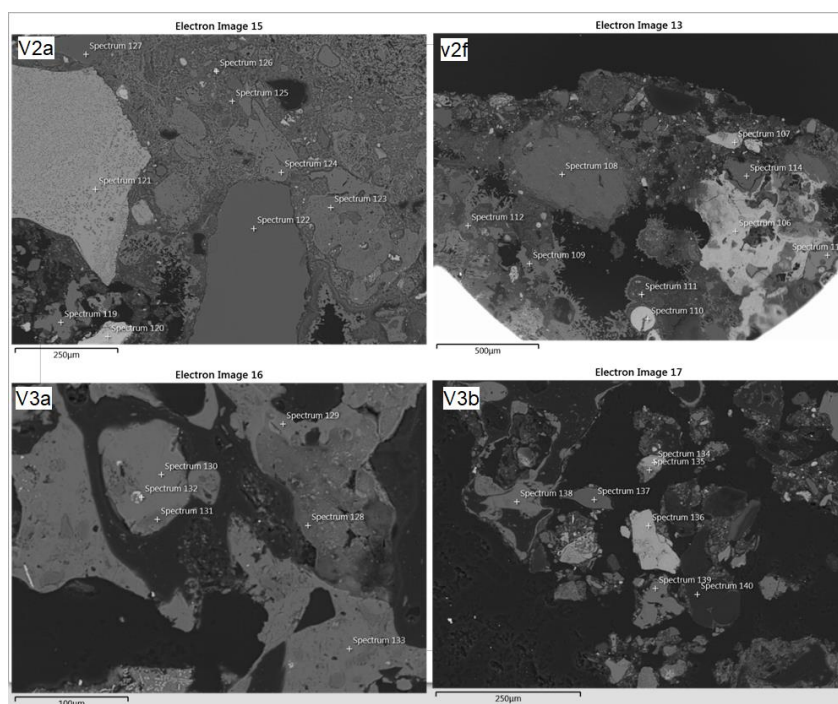 Electron Image 15
V2a
Spectrum 127
Spectrum 126
Spectrum 125
Spectrum 124
Spectrum 121
Spectrum 123
Spectrum 122
Spectrum 119
Spectrum 120
250µm
Electron Image 13
v2f
Spectrum 107
Spectrum 108
Spectrum 114
Spectrum 112
Spectrum 106
Spectrum 109
Spectrum 11
Spectrum 111
Spectrum 110
500µm
Electron Image 16
V3a
Spectrum 129
Spectrum 130
Spectrum 132
Spectrum 131
Spectrum 128
Spectrum 133
100µm
Electron Image 17
V3b
Spectrum 134
Spectrum 135
Spectrum 138
Spectrum 137
Spectrum 136
Spectrum 139
Spectrum 140
250µm